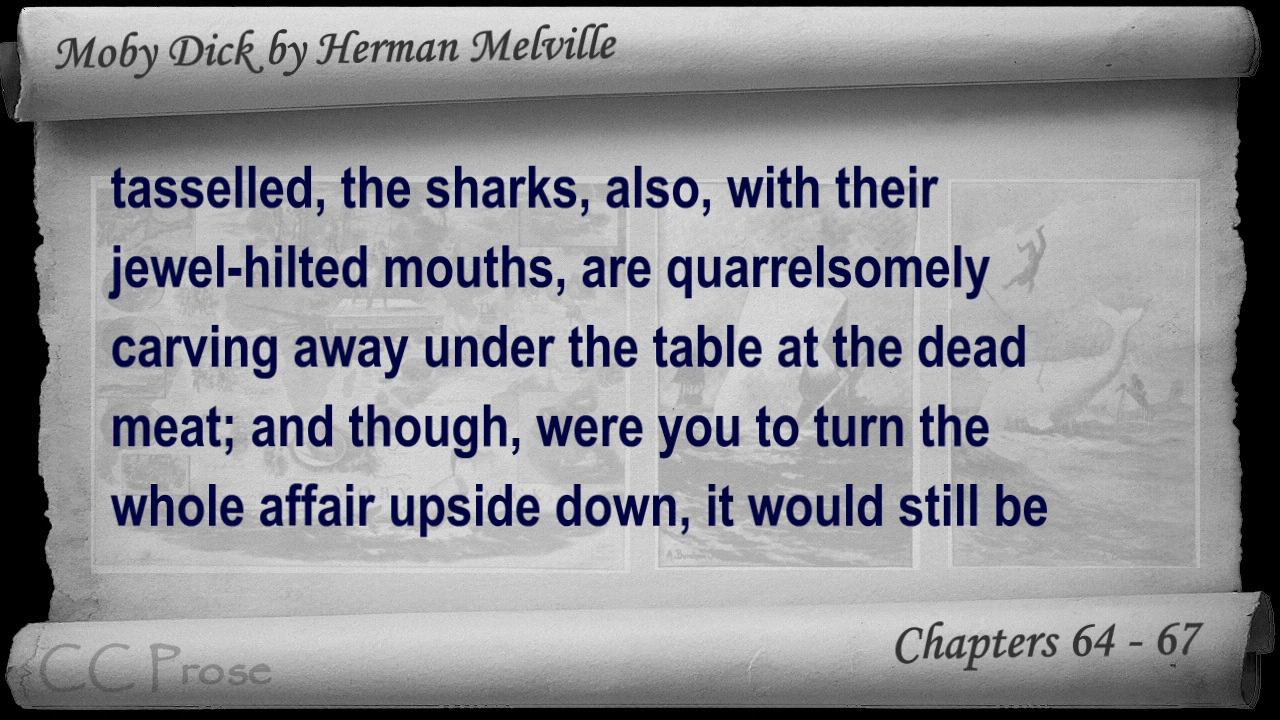 Moby Dick by Herman Melville
tasselled, the sharks, also, with their
jewel-hilted mouths, are quarrelsomely
carving away under the table at the dead
meat; and though, were you to turn the
whole affair upside down, it would still be
Chapters 64 - 67
CC Prose